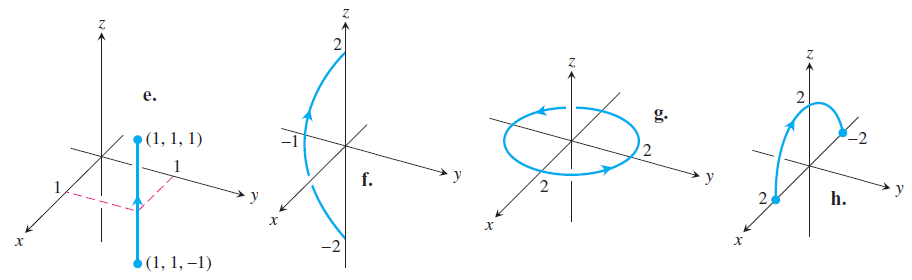 z
e.
(1, 1, 1)
1
1
y
x
(1, 1, −1)
z
2
−1
f.
y
x
−2
z
g.
2
2
y
x
z
2
−2
2
h.
y
x